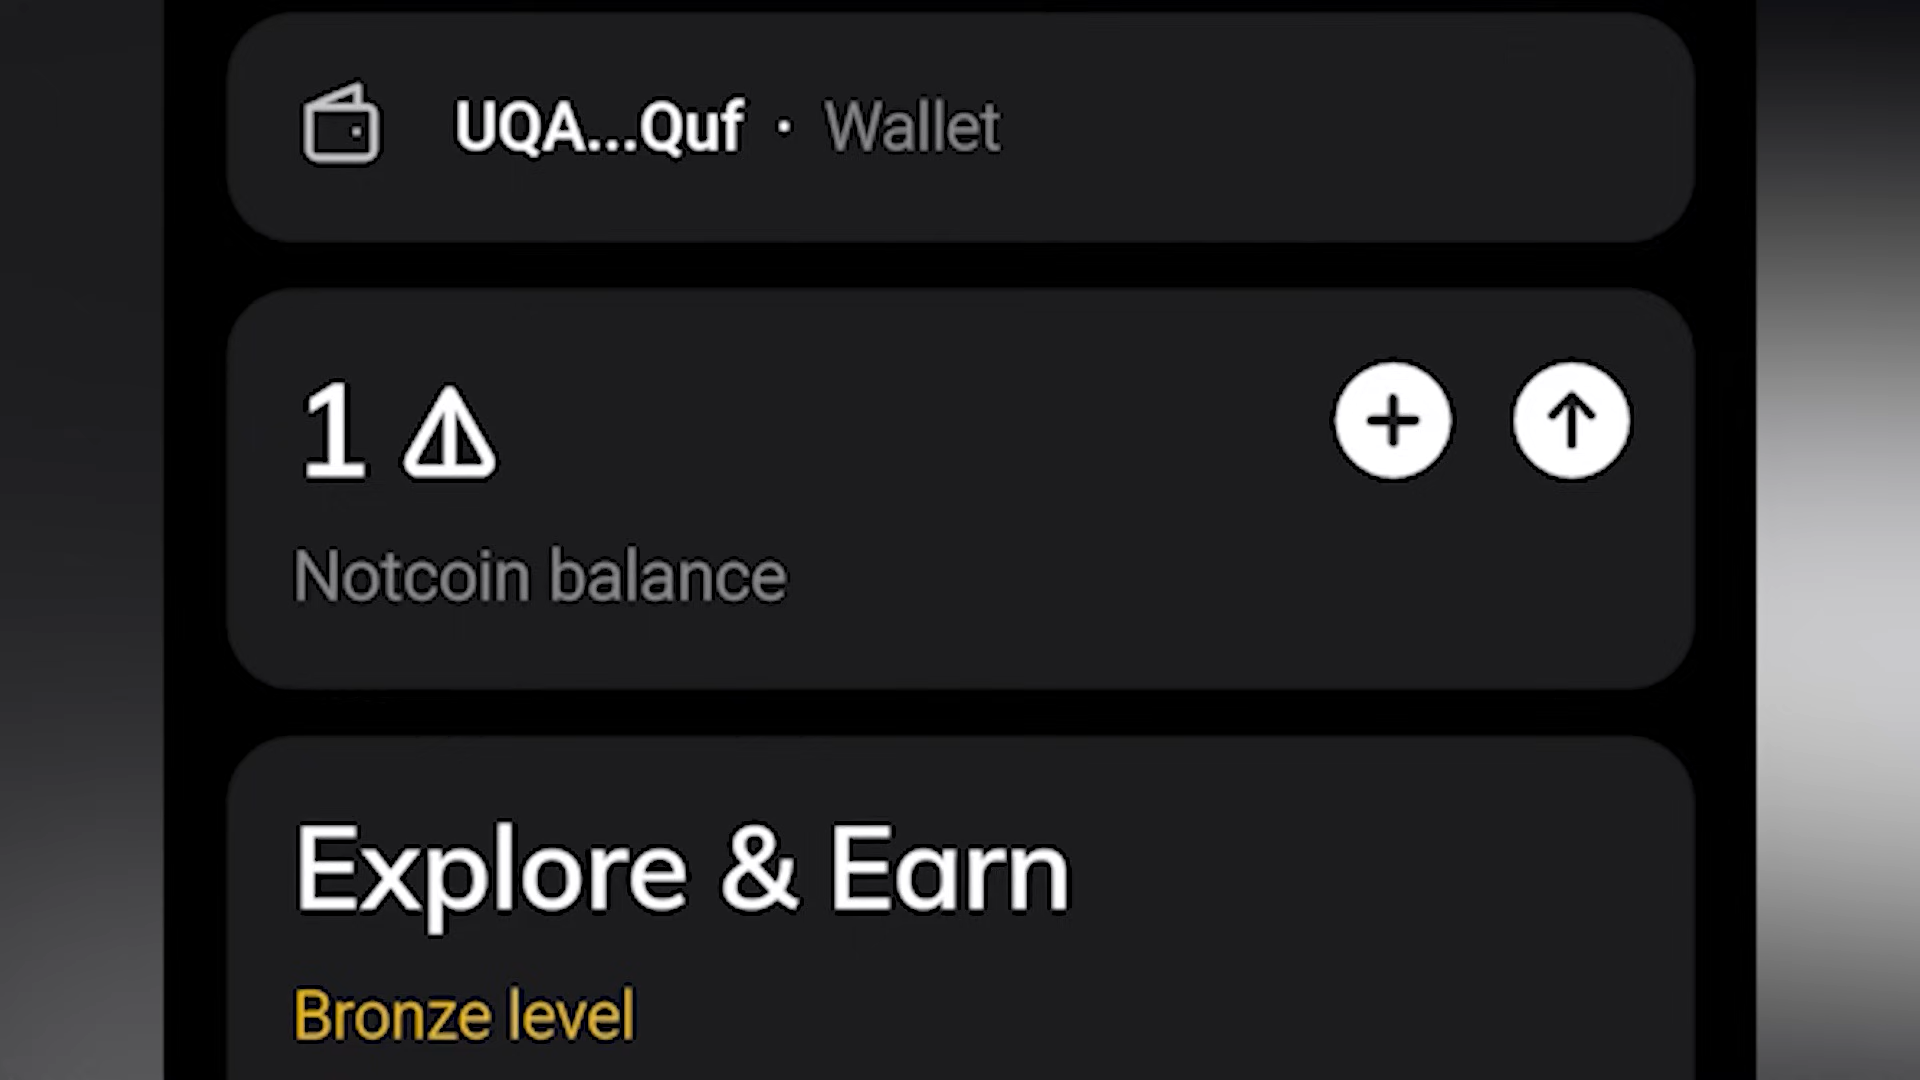 UQA...Quf · Wallet
1
Notcoin balance
Explore & Earn
Bronze level